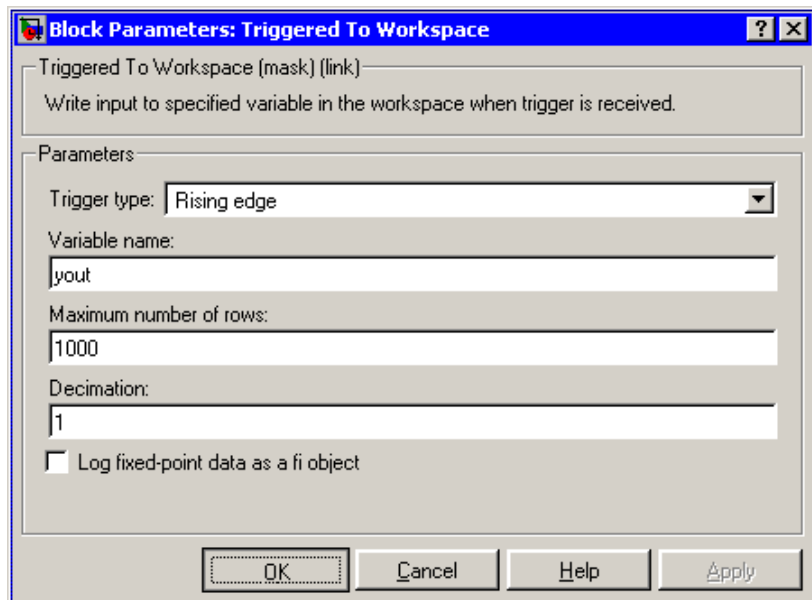 Block Parameters: Triggered To Workspace
Triggered To Workspace (mask) (link)
Write input to specified variable in the workspace when trigger is received.
Parameters
Trigger type: Rising edge
Variable name:
yout
Maximum number of rows:
1000
Decimation:
1
Log fixed-point data as a fi object
OK Cancel Help Apply